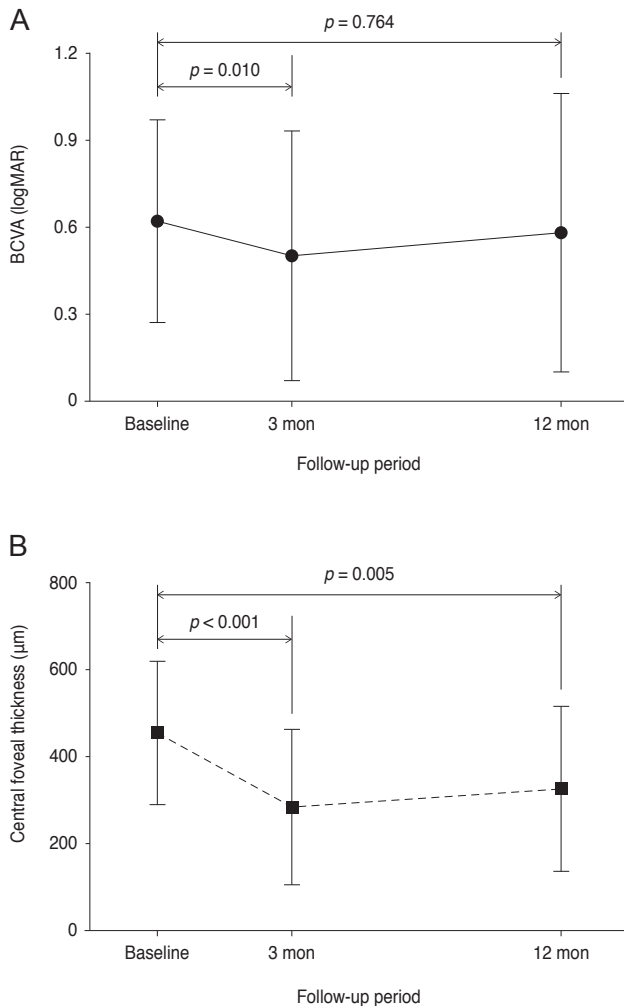 A
p = 0.764
p = 0.010
1.2
0.9
0.6
0.3
0
BCVA (logMAR)
Baseline
3 mon
12 mon
Follow-up period
B
p = 0.005
p < 0.001
800
600
400
200
0
Central foveal thickness (μm)
Baseline
3 mon
12 mon
Follow-up period